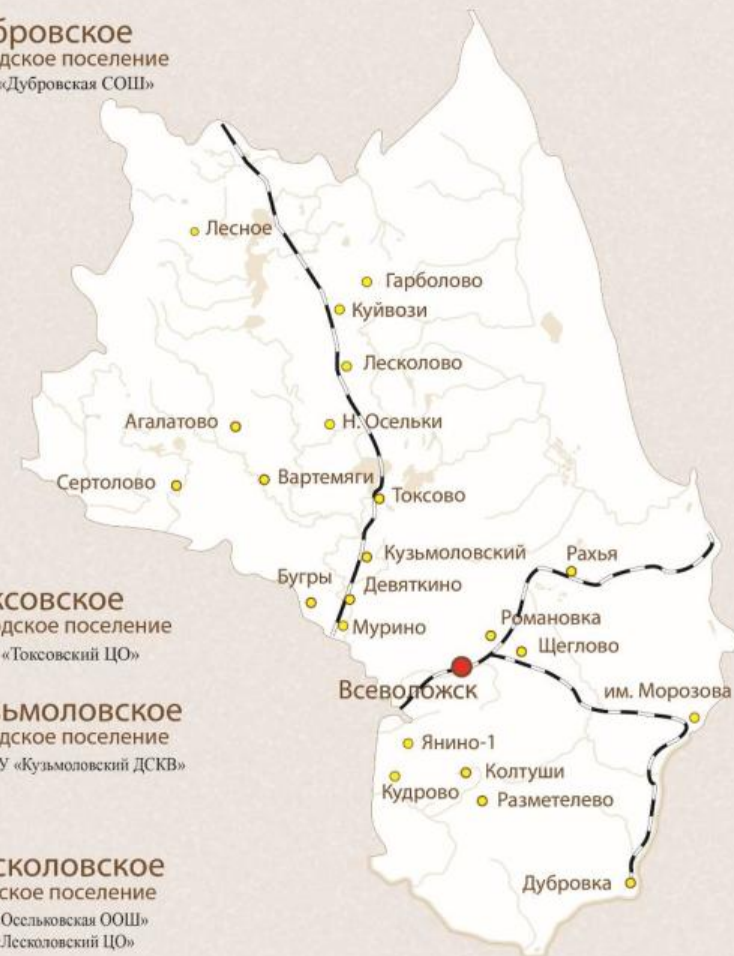 бровское
дское поселение
«Дубровская СОШ»
Лесное
Гарболово
Куйвози
Лесколово
Агалатово
Н. Осельки
Сертолово
Вартемяги
Токсово
Кузьмоловский
Рахья
Бугры
Девяткино
Мурино
Романовка
Щеглово
Всеволожск
им. Морозова
Янино-1
Колтуши
Кудрово
Разметелево
Дубровка
ксовское
дское поселение
«Токсовский ЦО»
ьмоловское
дское поселение
У «Кузьмоловский ДСКВ»
сколовское
ское поселение
Осельковская ООШ»
Лесколовский ЦО»